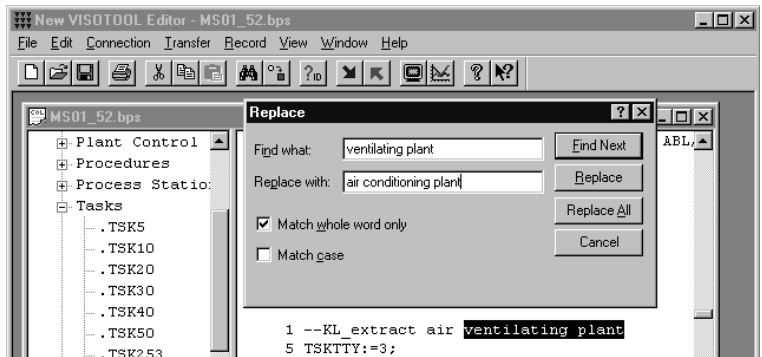 New VISOTOOL Editor - MS01_52.bps
File Edit Connection Transfer Record View Window Help
MS01_52.bps
Plant Control
Procedures
Process Statio
Tasks
.TSK5
.TSK10
.TSK20
.TSK30
.TSK40
.TSK50
.TSK253
Replace
Find what: ventilating plant
Replace with: air conditioning plant
Match whole word only
Match case
Find Next
Replace
Replace All
Cancel
ABL,
1 --KL_extract air ventilating plant
5 TSKTTY:=3;